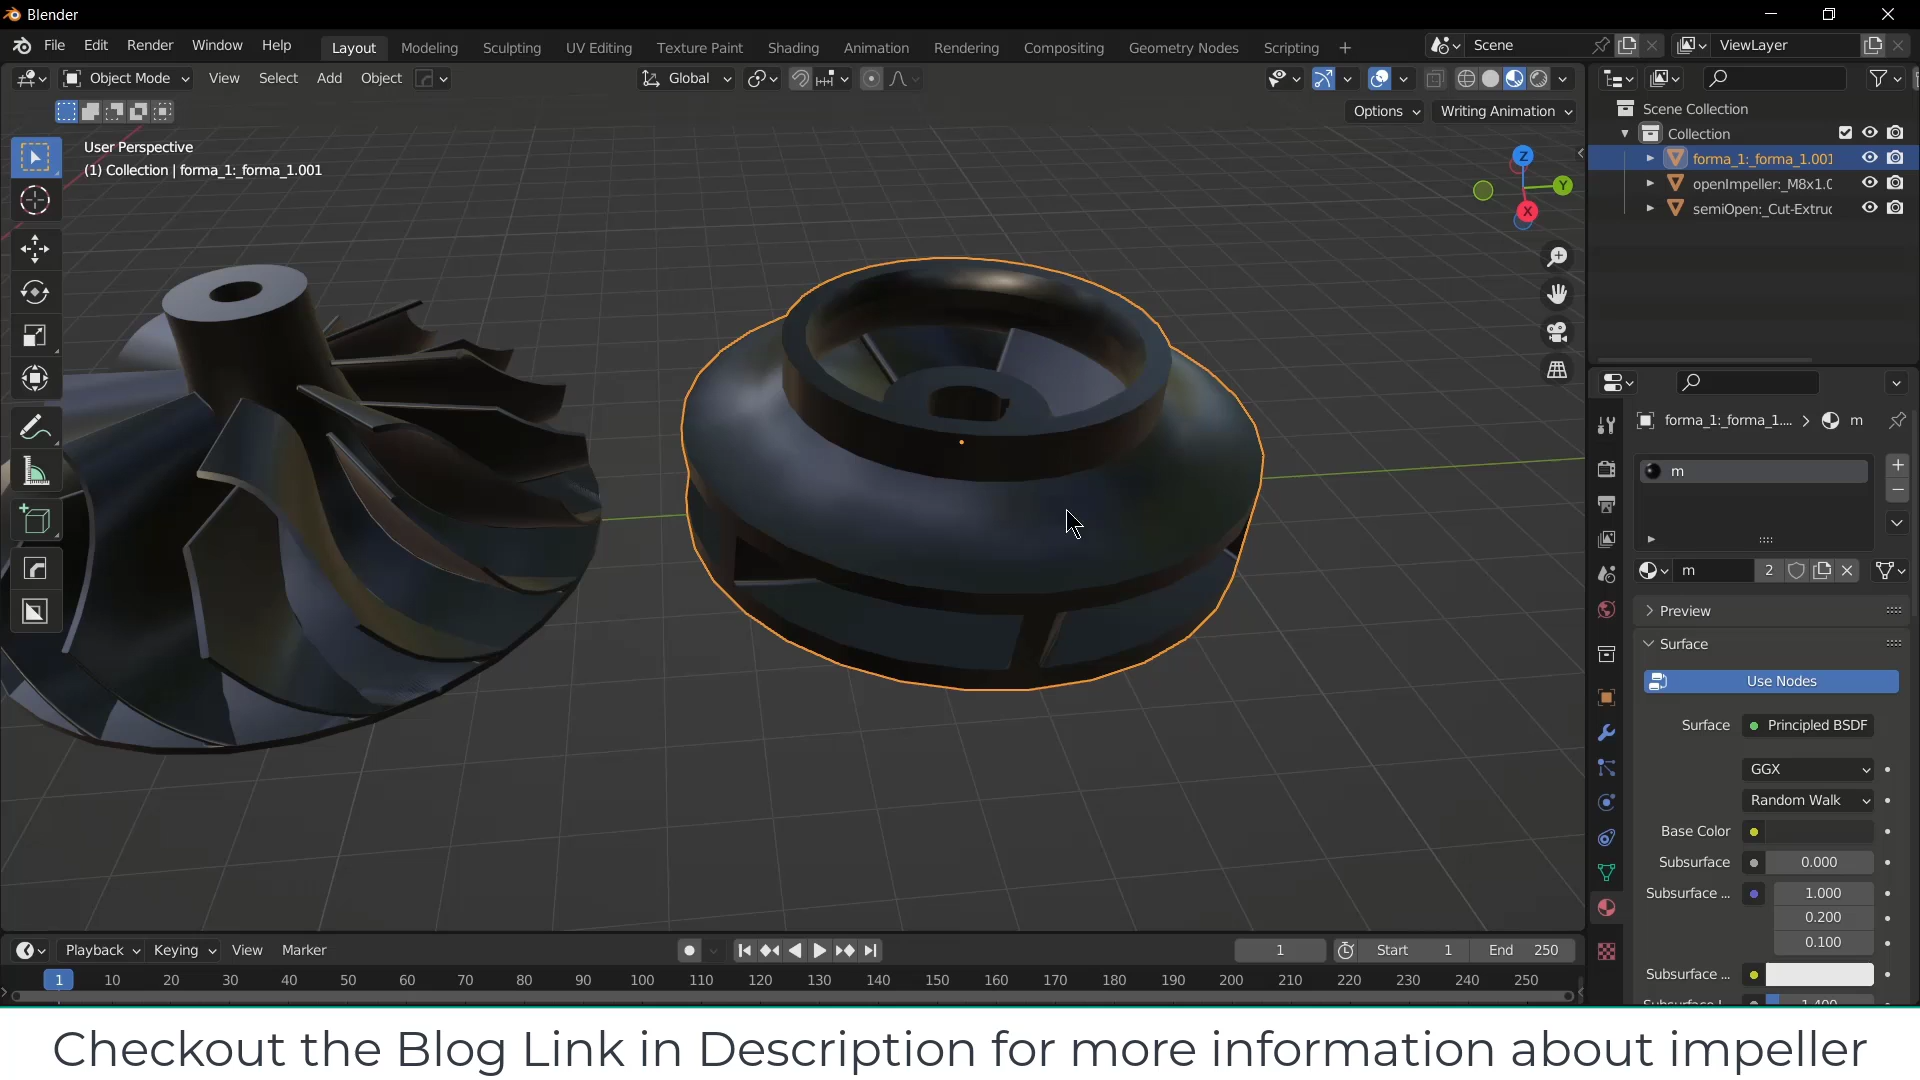 Blender
File Edit Render Window Help
Layout Modeling Sculpting UV Editing Texture Paint Shading Animation Rendering Compositing Geometry Nodes Scripting +
Scene
ViewLayer
Object Mode View Select Add Object
Global
Options
Writing Animation
User Perspective
(1) Collection | forma_1:_forma_1.001
Z
Y
X
Scene Collection
Collection
forma_1:_forma_1.001
openImpeller:_M8x1.0
semiOpen:_Cut-Extruc
forma_1:_forma_1.... > m
m
m 2
Preview
Surface
Use Nodes
Surface Principled BSDF
GGX
Random Walk
Base Color
Subsurface 0.000
Subsurface ... 1.000
0.200
0.100
Subsurface ...
Playback Keying View Marker
1 Start 1 End 250
1 10 20 30 40 50 60 70 80 90 100 110 120 130 140 150 160 170 180 190 200 210 220 230 240 250
Checkout the Blog Link in Description for more information about impeller